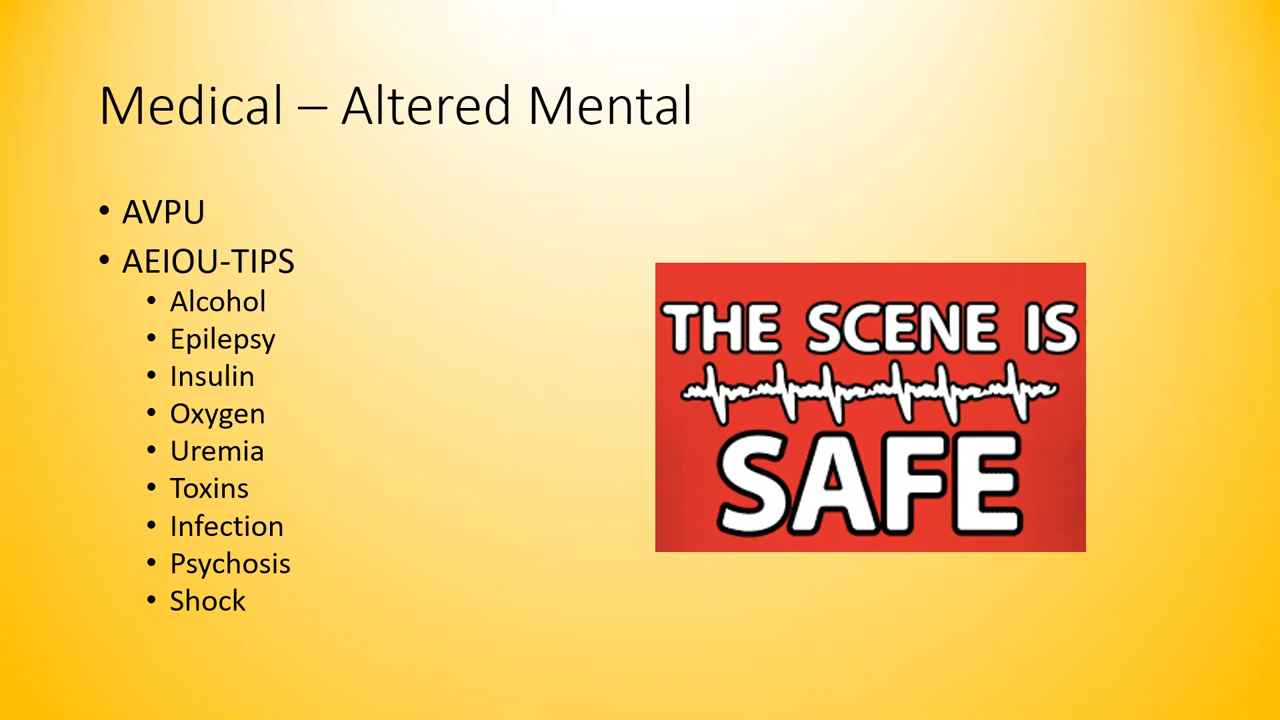 Medical – Altered Mental
• AVPU
• AEIOU-TIPS
• Alcohol
• Epilepsy
• Insulin
• Oxygen
• Uremia
• Toxins
• Infection
• Psychosis
• Shock
THE SCENE IS
SAFE